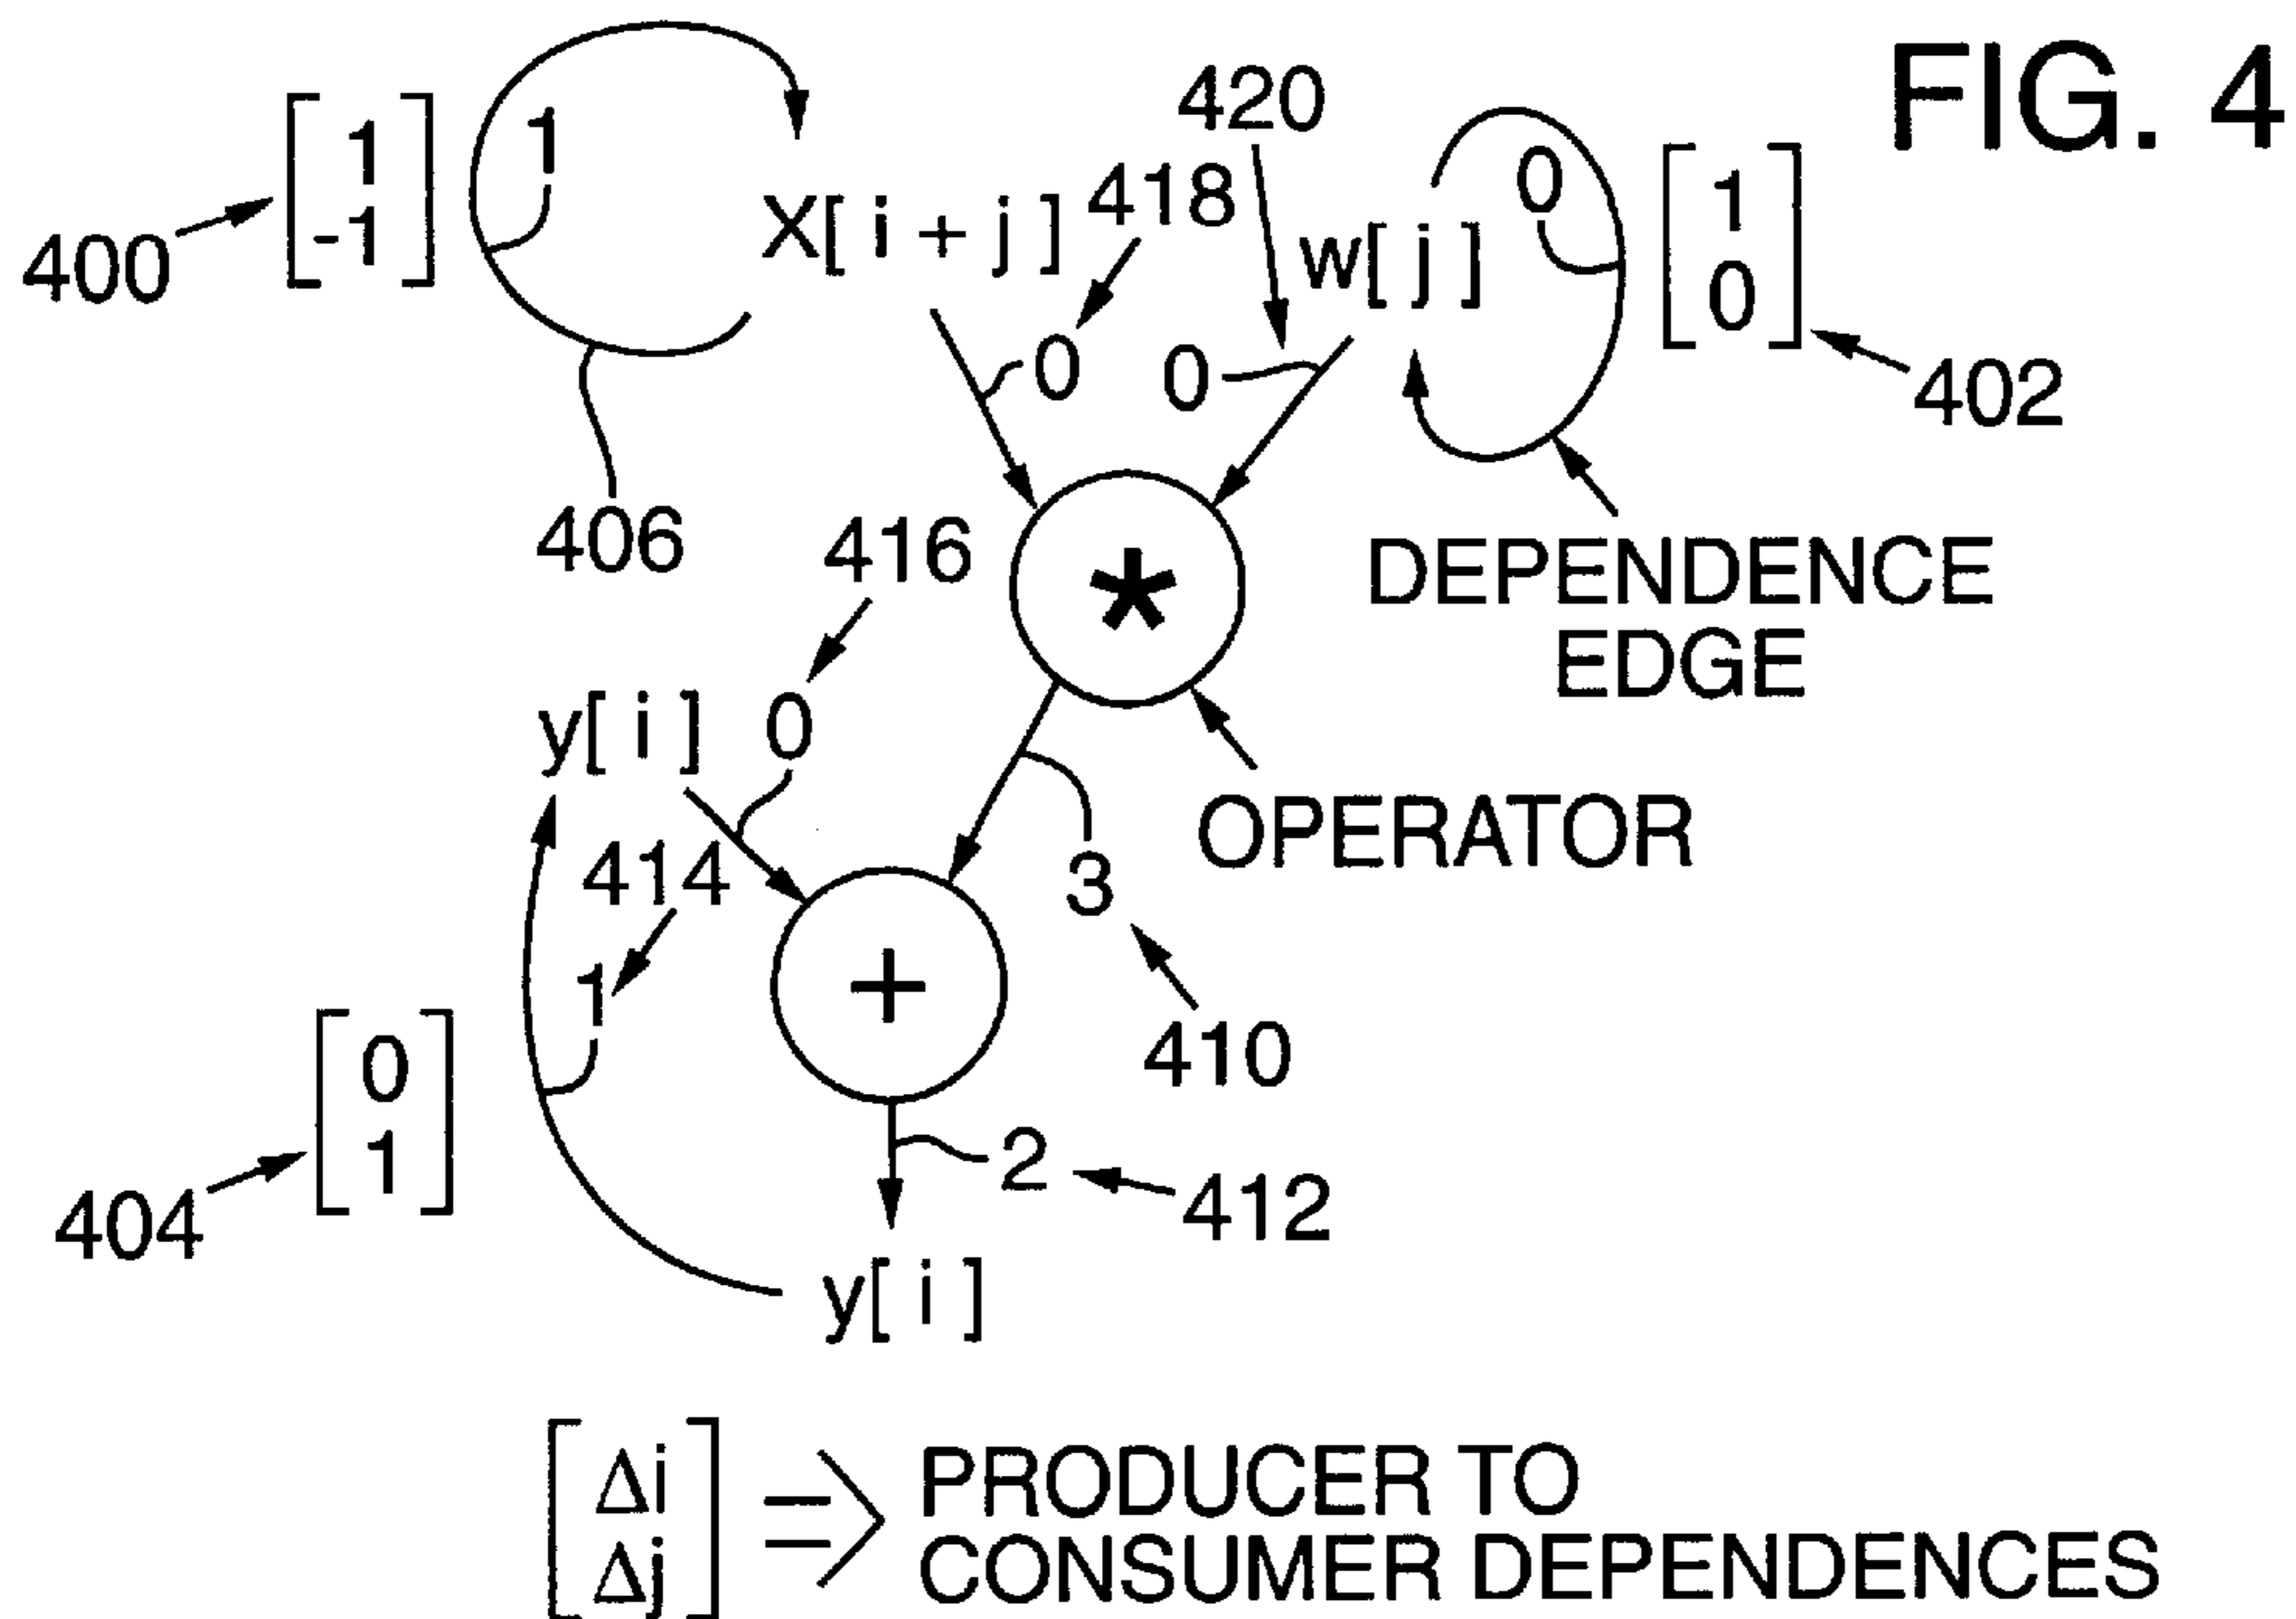 FIG. 4
420
1
1
0
1
400
-1
X[ i + j ]
418
w[ j ]
0
0
0
402
406
416
*
DEPENDENCE
EDGE
y[ i ]
0
OPERATOR
414
3
1
+
0
410
1
2
404
412
y[ i ]
Δi
Δj
=>
PRODUCER TO
CONSUMER DEPENDENCES